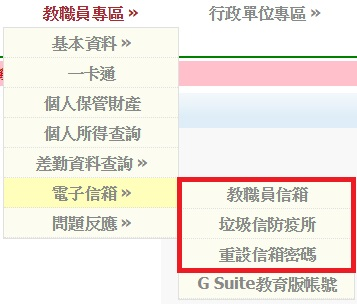 教職員專區 »
行政單位專區 »
基本資料 »
一卡通
個人保管財產
個人所得查詢
差勤資料查詢 »
電子信箱 »
問題反應 »
教職員信箱
垃圾信防疫所
重設信箱密碼
G Suite教育版帳號